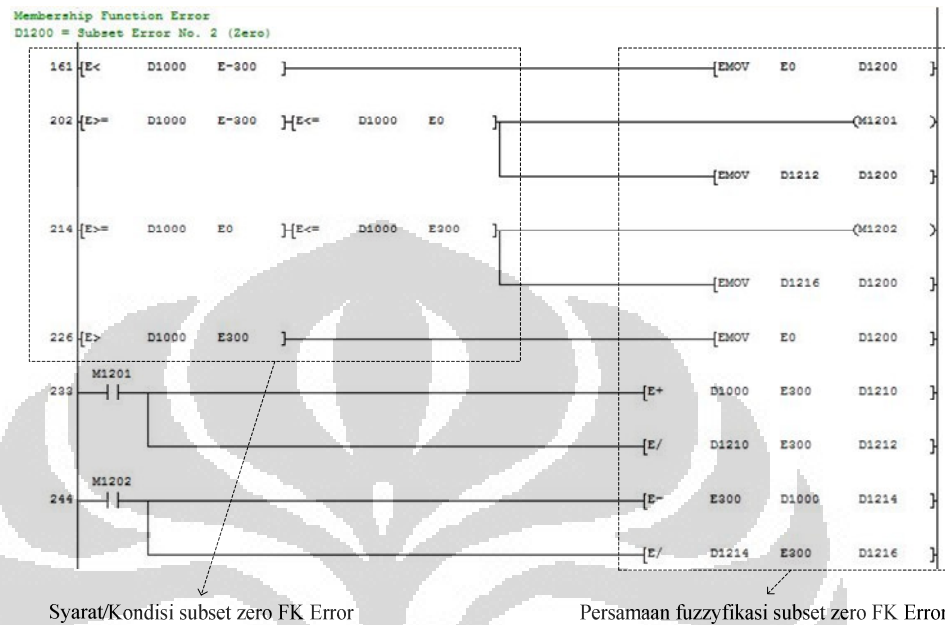 Membership Function Error
D1200 = Subset Error No. 2 (Zero)
161 [E< D1000 E-300 ] [EMOV E0 D1200 ]
202 [E>= D1000 E-300 ] [E<= D1000 E0 ] (M1201 )
[EMOV D1212 D1200 ]
214 [E>= D1000 E0 ] [E<= D1000 E300 ] (M1202 )
[EMOV D1216 D1200 ]
226 [E> D1000 E300 ] [EMOV E0 D1200 ]
M1201
233 [E+ D1000 E300 D1210 ]
[E/ D1210 E300 D1212 ]
M1202
244 [E- E300 D1000 D1214 ]
[E/ D1214 E300 D1216 ]
Syarat/Kondisi subset zero FK Error Persamaan fuzzyfikasi subset zero FK Error